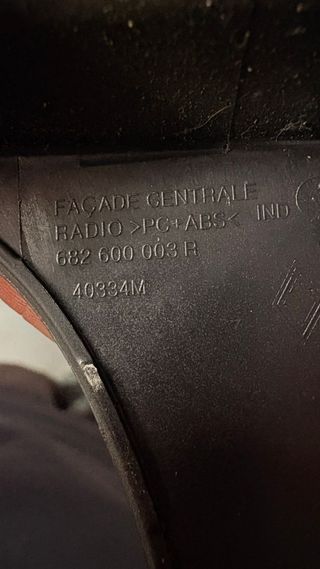 FAÇADE CENTRALE
RADIO >PC+ABS< IND
682 600 003 R
40334M